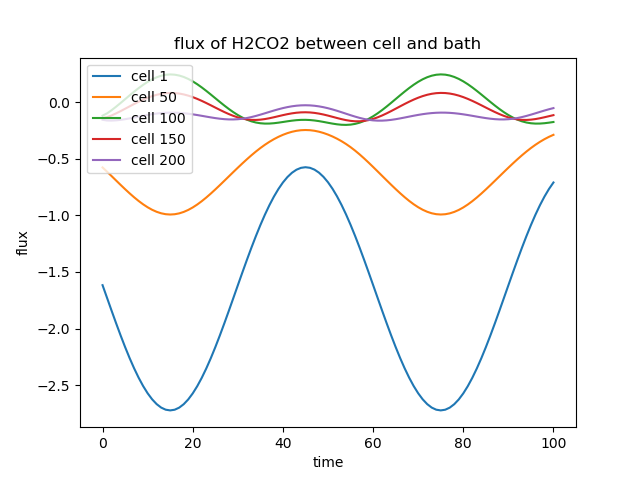 flux of H2CO2 between cell and bath
cell 1
cell 50
cell 100
cell 150
cell 200
0.0
−0.5
−1.0
−1.5
−2.0
−2.5
flux
0
20
40
60
80
100
time